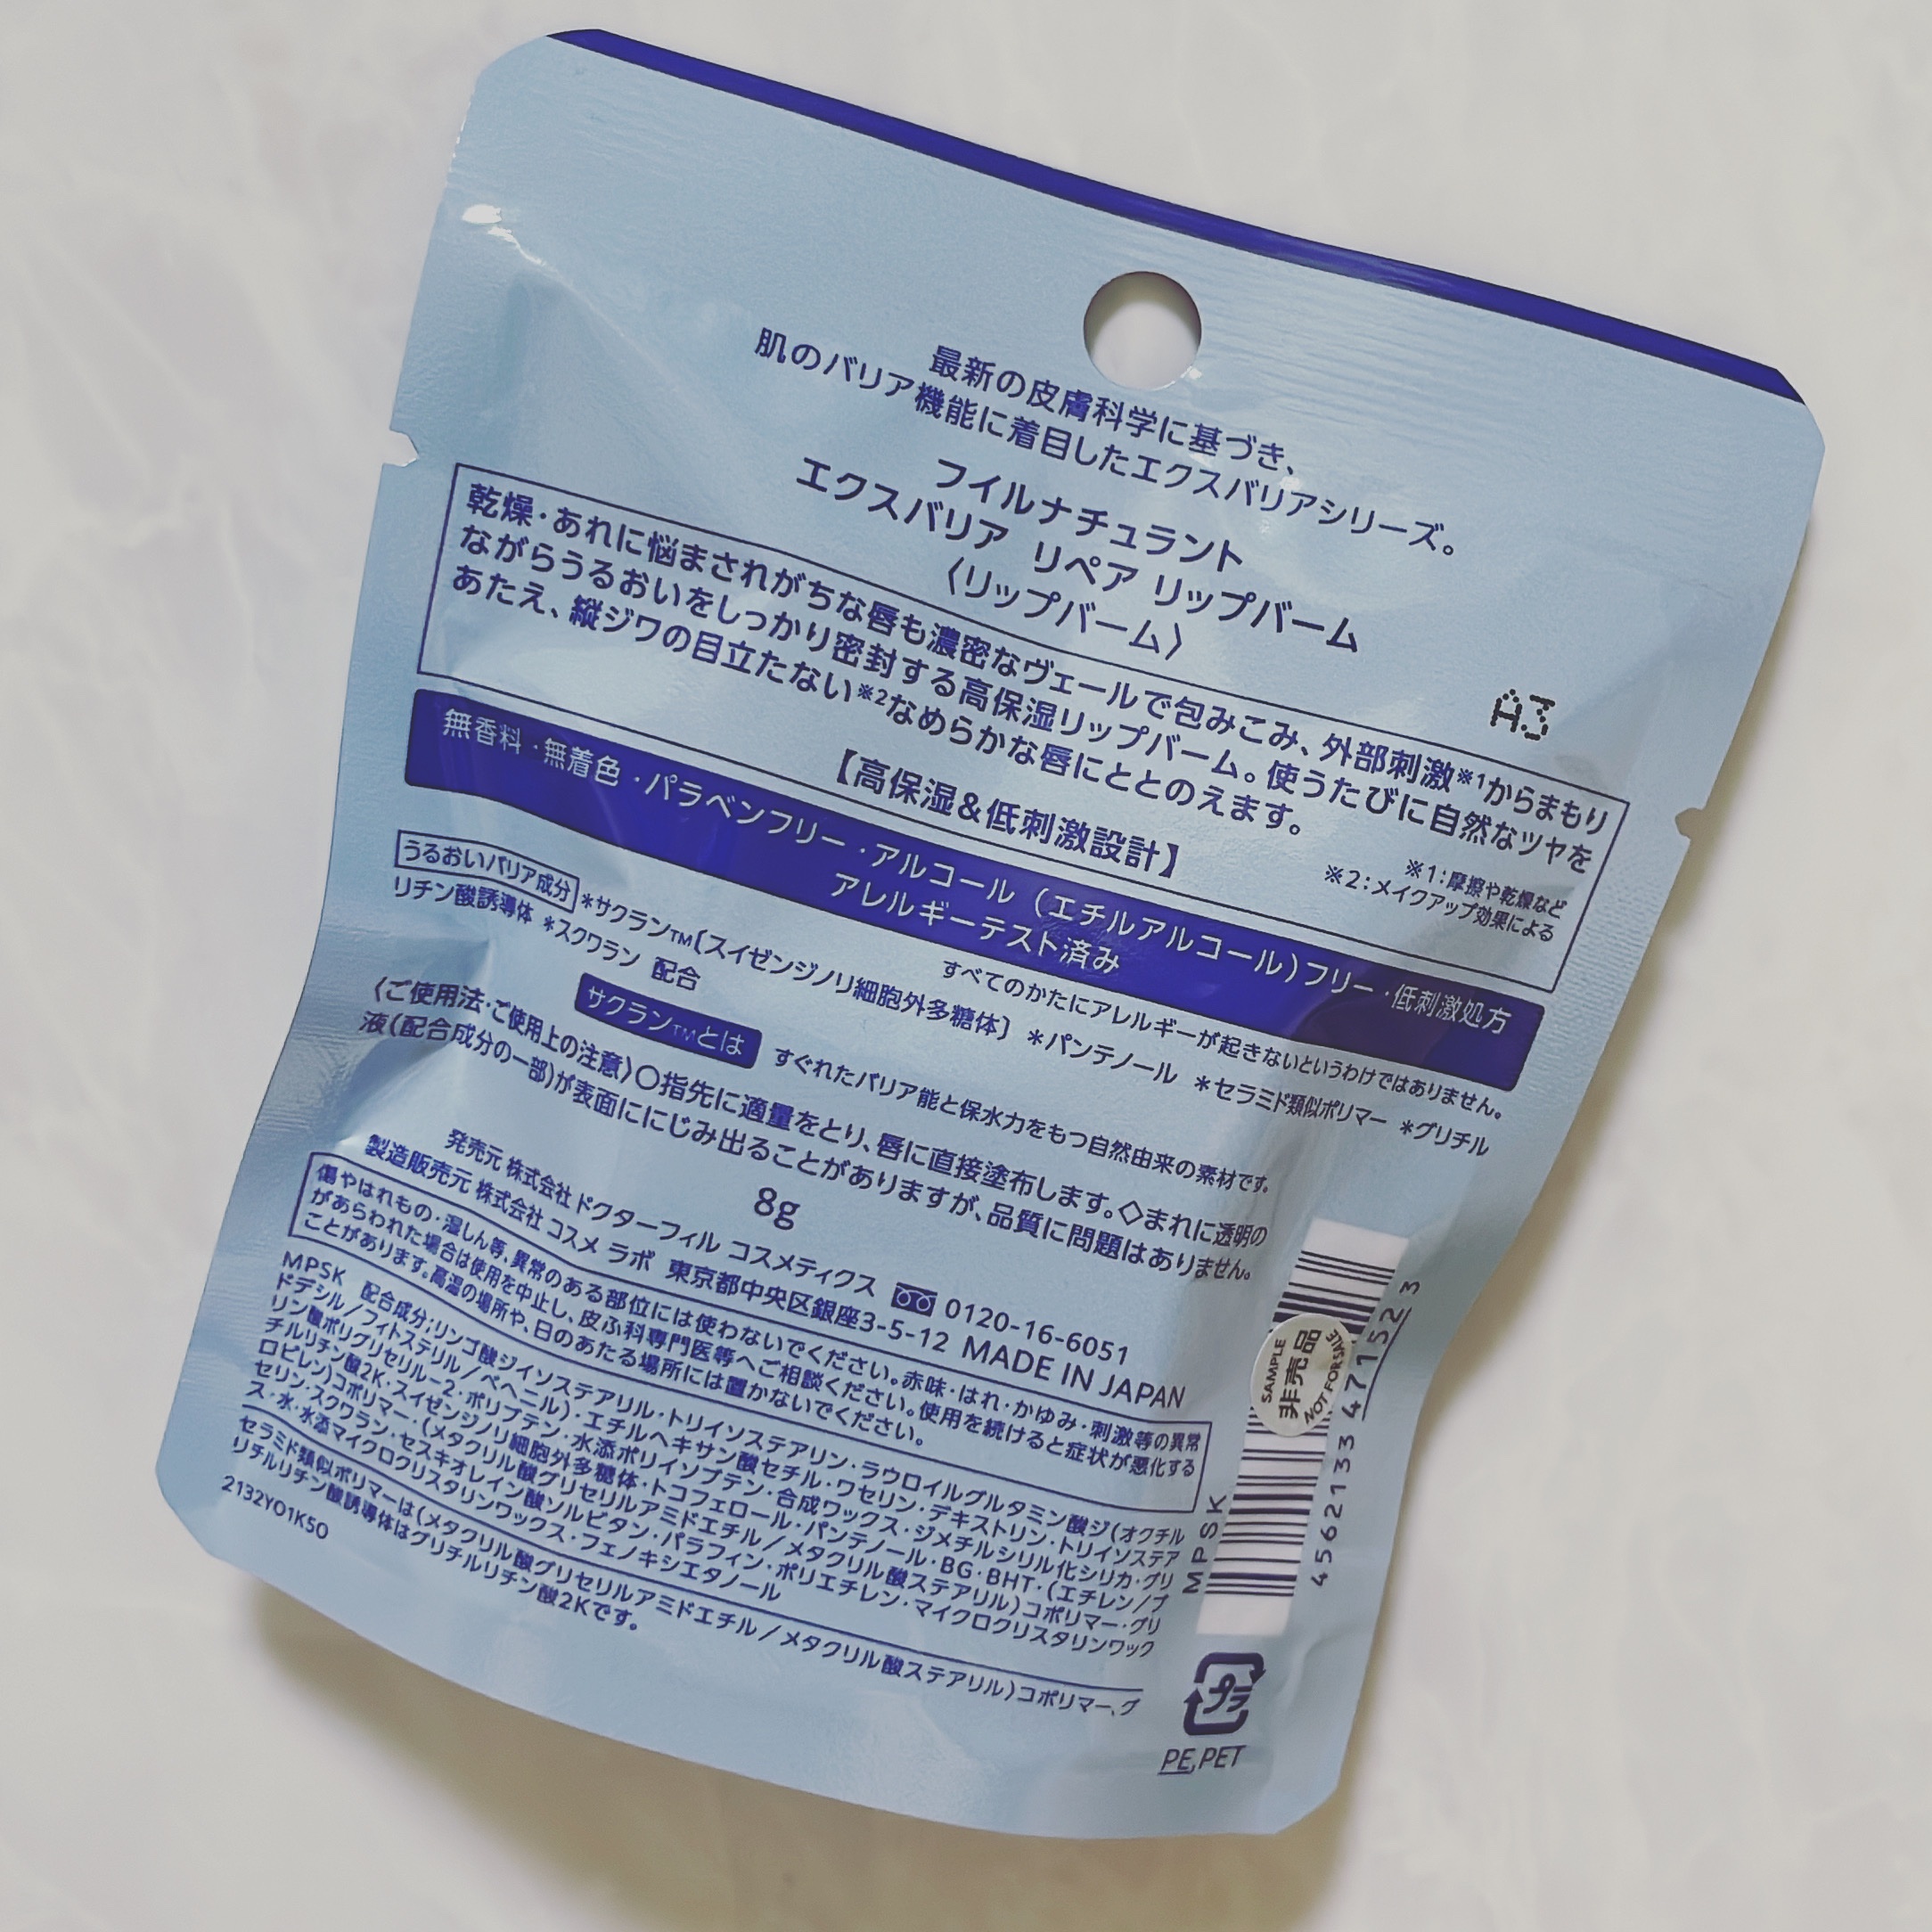 最新の皮膚科学に基づき、
肌のバリア機能に着目したエクスバリアシリーズ。
フイルナチュラント
エクスバリア リペア リップバーム
〈リップバーム〉
A3
乾燥・あれに悩まされがちな唇も濃密なヴェールで包みこみ、外部刺激※1からまもり
ながらうるおいをしっかり密封する高保湿リップバーム。使うたびに自然なツヤを
あたえ、縦ジワの目立たない※2なめらかな唇にととのえます。
※1:摩擦や乾燥など
※2:メイクアップ効果による
【高保湿&低刺激設計】
無香料・無着色・パラベンフリー・アルコール(エチルアルコール)フリー・低刺激処方
アレルギーテスト済み
すべてのかたにアレルギーが起きないというわけではありません。
うるおいバリア成分 *サクラン™〔スイゼンジノリ細胞外多糖体〕 *パンテノール *セラミド類似ポリマー *グリチル
リチン酸誘導体 *スクワラン 配合
サクラン™とは すぐれたバリア能と保水力をもつ自然由来の素材です。
〈ご使用法・ご使用上の注意〉○指先に適量をとり、唇に直接塗布します。◇まれに透明の
液(配合成分の一部)が表面ににじみ出ることがありますが、品質に問題はありません。
8g
発売元 株式会社 ドクターフィル コスメティクス 0120-16-6051
製造販売元 株式会社 コスメ ラボ 東京都中央区銀座3-5-12 MADE IN JAPAN
傷やはれもの・湿しん等、異常のある部位には使わないでください。赤味・はれ・かゆみ・刺激等の異常
があらわれた場合は使用を中止し、皮ふ科専門医等へご相談ください。使用を続けると症状が悪化する
ことがあります。高温の場所や、日のあたる場所には置かないでください。
MPSK 配合成分:リンゴ酸ジイソステアリル・トリイソステアリン・ラウロイルグルタミン酸ジ(オクチル
ドデシル/フィトステリル/ベヘニル)・エチルヘキサン酸セチル・ワセリン・デキストリン・トリイソステア
リン酸ポリグリセリル-2・ポリブテン・水添ポリイソブテン・合成ワックス・ジメチルシリル化シリカ・グリ
チルリチン酸2K・スイゼンジノリ細胞外多糖体・トコフェロール・パンテノール・BG・BHT・(エチレン/プ
ロピレン)コポリマー・(メタクリル酸グリセリルアミドエチル/メタクリル酸ステアリル)コポリマー・グリ
セリン・スクワラン・セスキオレイン酸ソルビタン・パラフィン・ポリエチレン・マイクロクリスタリンワック
ス・水・水添マイクロクリスタリンワックス・フェノキシエタノール
セラミド類似ポリマーは(メタクリル酸グリセリルアミドエチル/メタクリル酸ステアリル)コポリマー、グ
リチルリチン酸誘導体はグリチルリチン酸2Kです。
2132YO1K5O
MPSK
4 562133 471523
SAMPLE
非売品
NOT FOR SALE
プラ
PE,PET